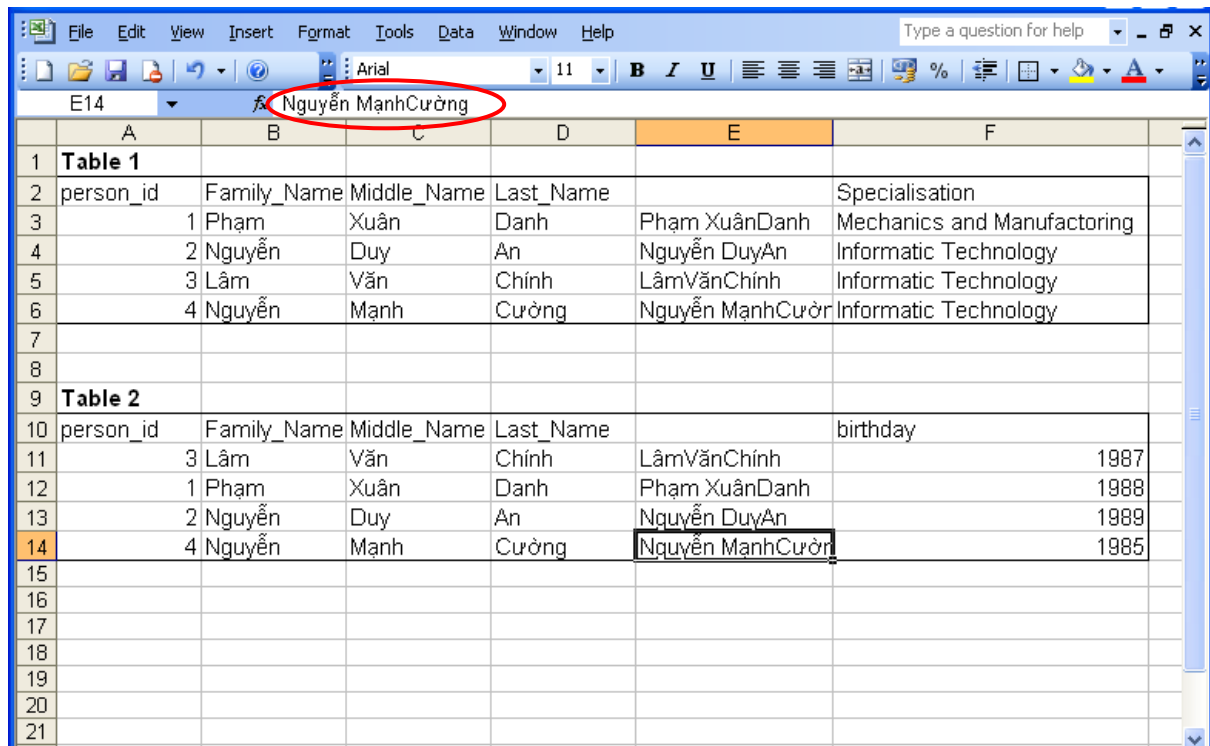 File Edit View Insert Format Tools Data Window Help Type a question for help
Arial 11 B I U % A
E14 fx Nguyễn MạnhCường
A B C D E F
1 Table 1
2 person_id Family_Name Middle_Name Last_Name Specialisation
3 1 Phạm Xuân Danh Phạm XuânDanh Mechanics and Manufactoring
4 2 Nguyễn Duy An Nguyễn DuyAn Informatic Technology
5 3 Lâm Văn Chính LâmVănChính Informatic Technology
6 4 Nguyễn Mạnh Cường Nguyễn MạnhCườn Informatic Technology
7
8
9 Table 2
10 person_id Family_Name Middle_Name Last_Name birthday
11 3 Lâm Văn Chính LâmVănChính 1987
12 1 Phạm Xuân Danh Phạm XuânDanh 1988
13 2 Nguyễn Duy An Nguyễn DuyAn 1989
14 4 Nguyễn Mạnh Cường Nguyễn MạnhCườn 1985
15
16
17
18
19
20
21